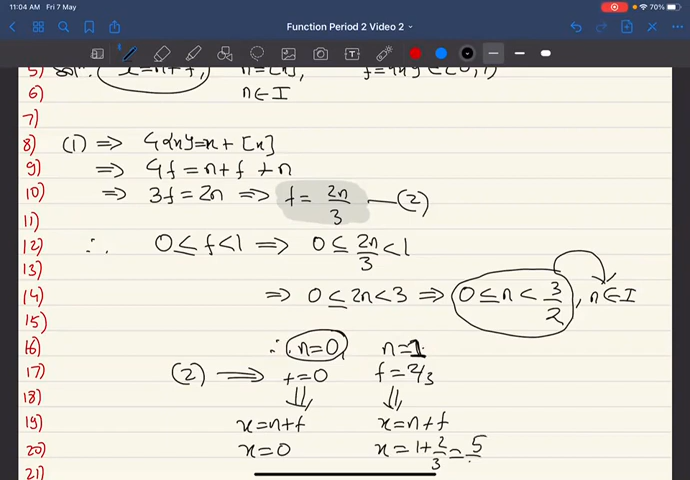 11:04 AM Fri 7 May
70%
Function Period 2 Video 2
5) x=n+f, n=[x],
6) n∈I
7)
8) (1) ⇒ 4{x}=x+[x]
9) ⇒ 4f=n+f+n
10) ⇒ 3f=2n ⇒ f=2n/3 —(2)
11)
12) ∴ 0≤f<1 ⇒ 0≤2n/3<1
13)
14) ⇒ 0≤2n<3 ⇒ 0≤n<3/2, n∈I
15)
16) ∴ n=0, n=1
17) (2) ⇒ f=0 f=2/3
18) ⇓ ⇓
19) x=n+f x=n+f
20) x=0 x=1+2/3=5
21)